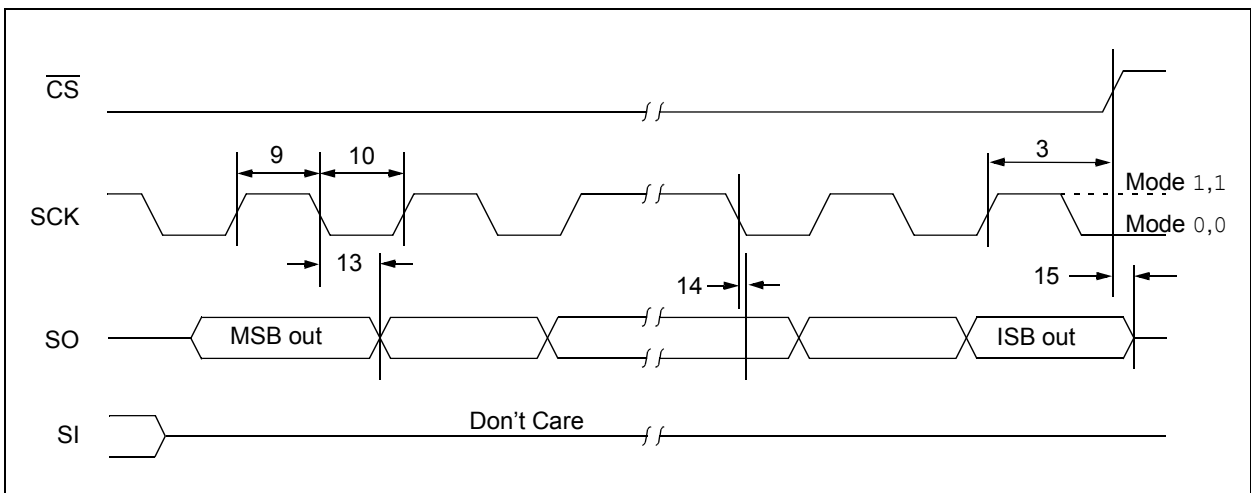 CS
9
10
3
Mode 1,1
SCK
Mode 0,0
13
14
15
SO
MSB out
ISB out
Don't Care
SI